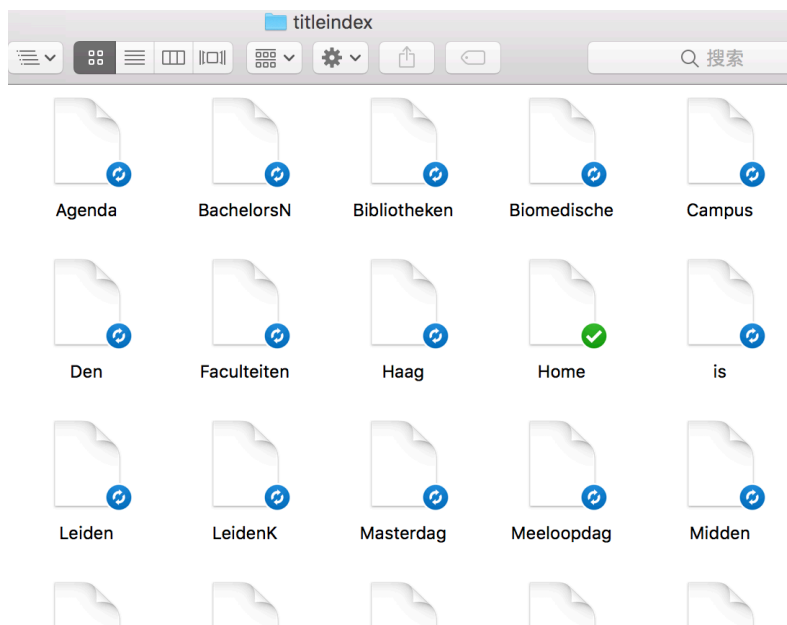 titleindex
搜索
Agenda BachelorsN Bibliotheken Biomedische Campus
Den Faculteiten Haag Home is
Leiden LeidenK Masterdag Meeloopdag Midden